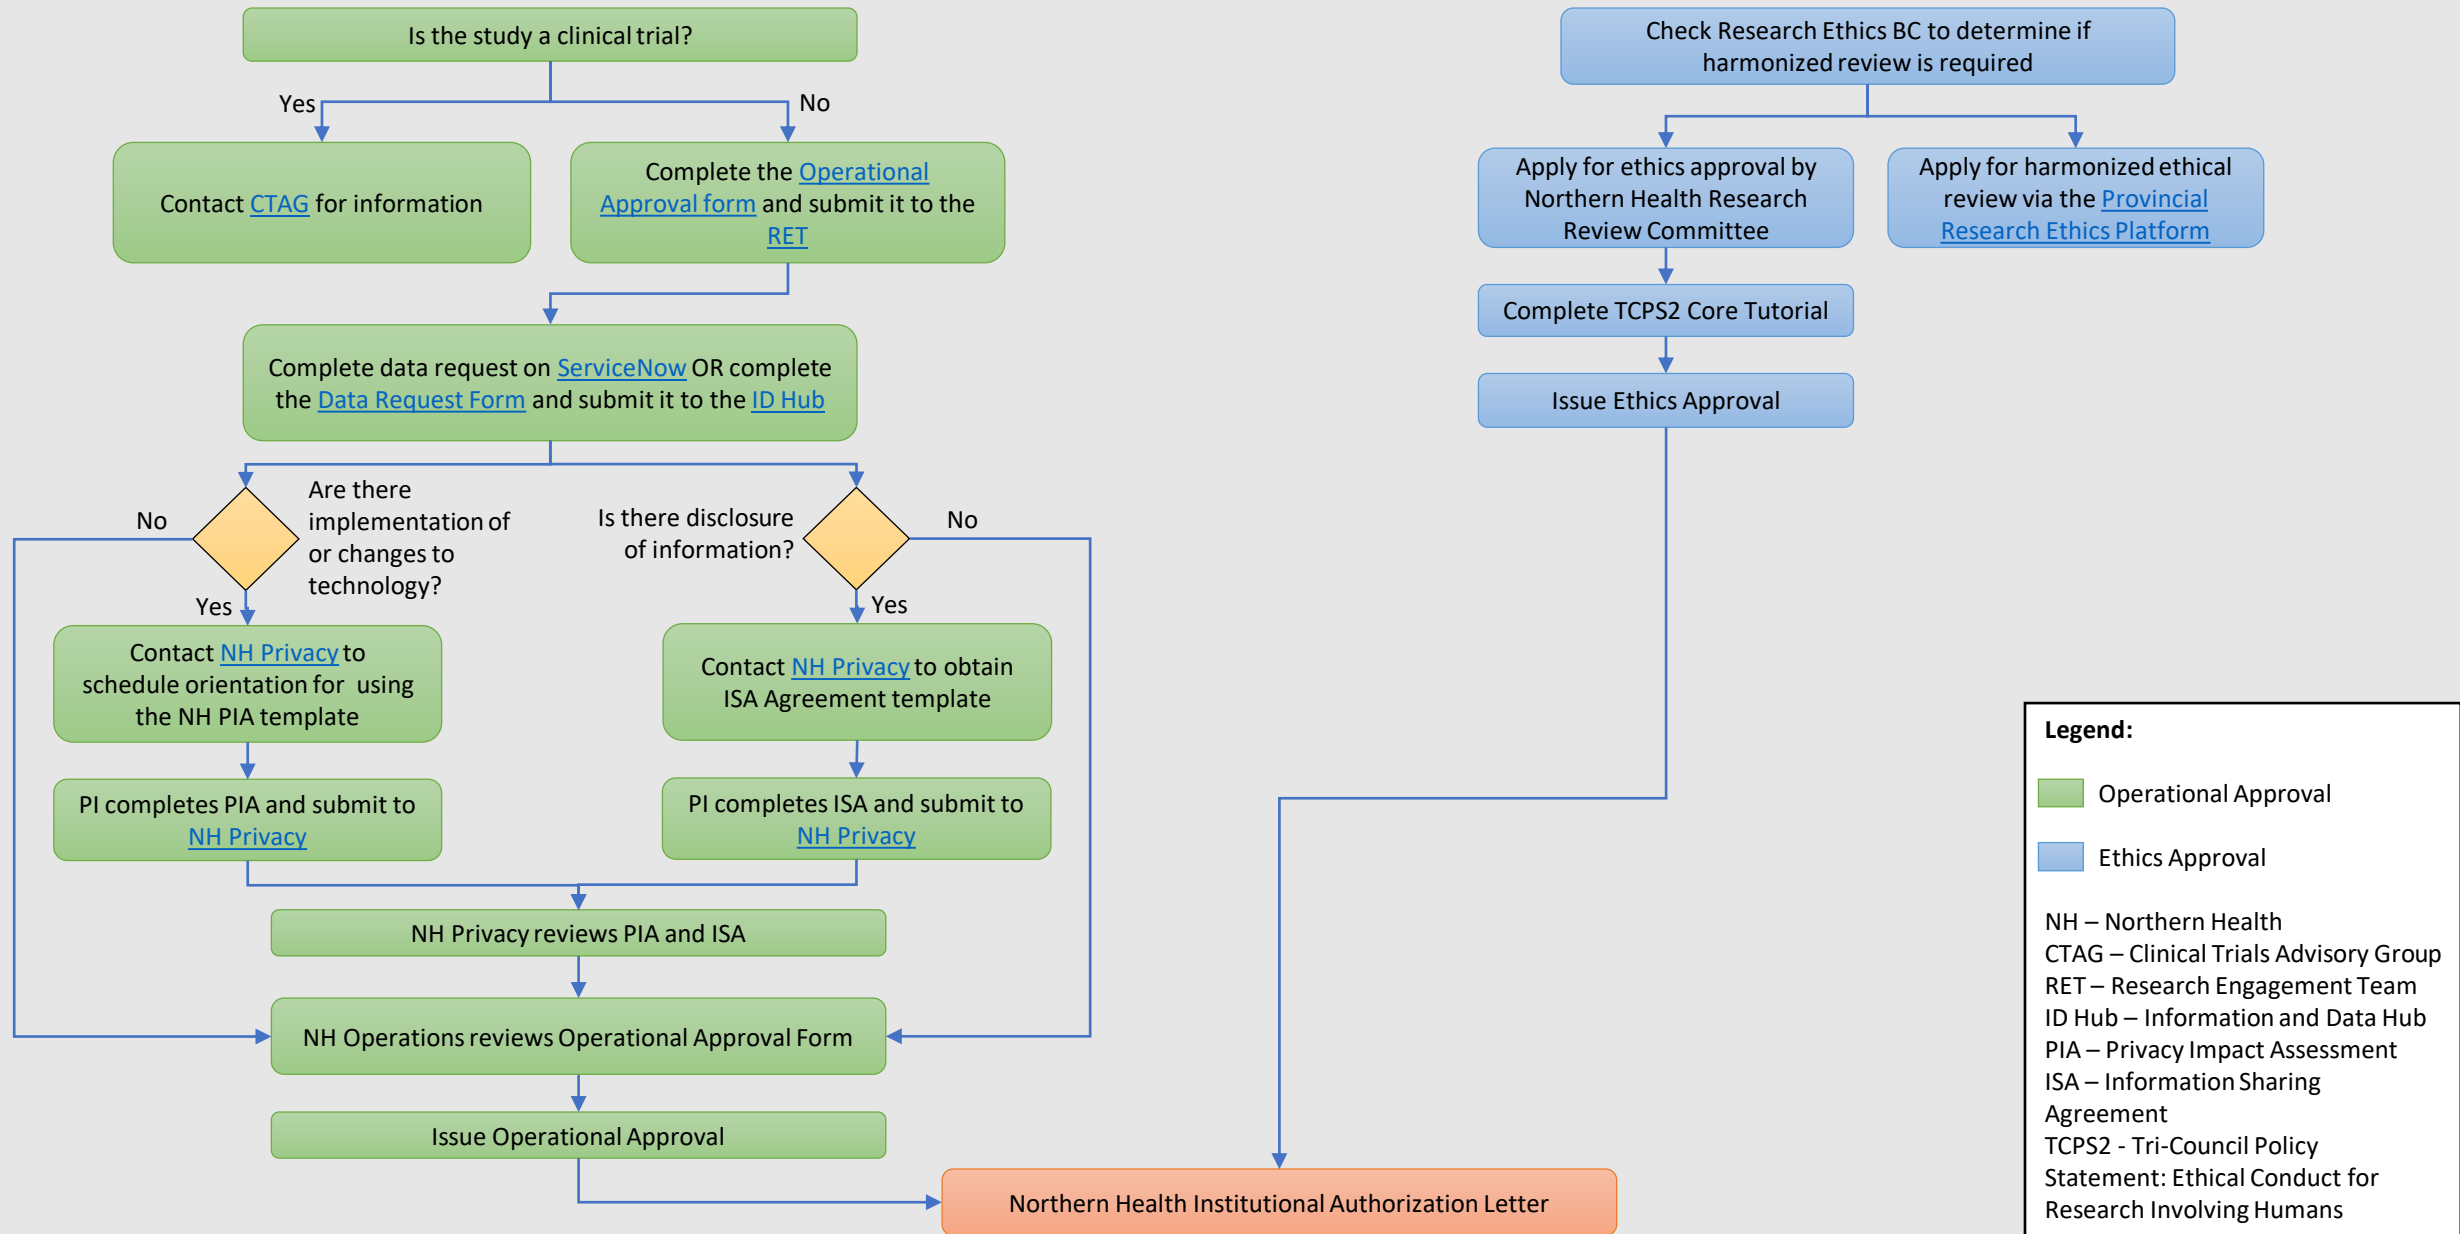 Is the study a clinical trial?
Yes
No
Contact CTAG for information
Complete the Operational
Approval form and submit it to the
RET
Complete data request on ServiceNow OR complete
the Data Request Form and submit it to the ID Hub
No
Are there
implementation of
or changes to
technology?
Yes
Is there disclosure
of information?
No
Yes
Contact NH Privacy to
schedule orientation for using
the NH PIA template
Contact NH Privacy to obtain
ISA Agreement template
PI completes PIA and submit to
NH Privacy
PI completes ISA and submit to
NH Privacy
NH Privacy reviews PIA and ISA
NH Operations reviews Operational Approval Form
Issue Operational Approval
Check Research Ethics BC to determine if
harmonized review is required
Apply for ethics approval by
Northern Health Research
Review Committee
Apply for harmonized ethical
review via the Provincial
Research Ethics Platform
Complete TCPS2 Core Tutorial
Issue Ethics Approval
Northern Health Institutional Authorization Letter
Legend:
Operational Approval
Ethics Approval
NH – Northern Health
CTAG – Clinical Trials Advisory Group
RET – Research Engagement Team
ID Hub – Information and Data Hub
PIA – Privacy Impact Assessment
ISA – Information Sharing
Agreement
TCPS2 - Tri-Council Policy
Statement: Ethical Conduct for
Research Involving Humans